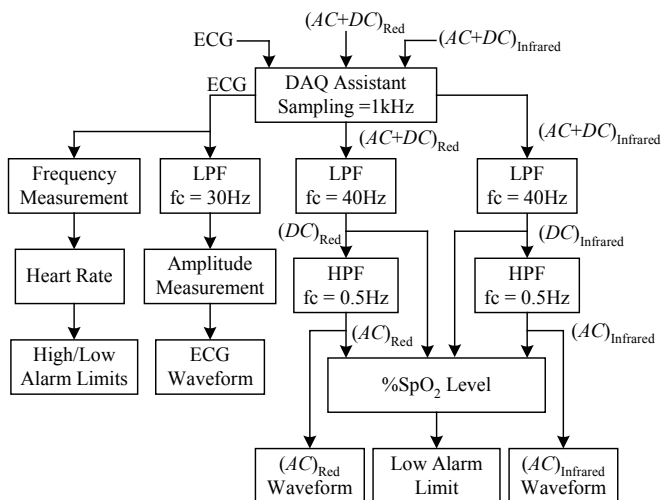 ECG
(AC+DC)Red
(AC+DC)Infrared
DAQ Assistant
Sampling =1kHz
ECG
(AC+DC)Red
(AC+DC)Infrared
Frequency
Measurement
LPF
fc = 30Hz
LPF
fc = 40Hz
LPF
fc = 40Hz
(DC)Red
(DC)Infrared
Heart Rate
Amplitude
Measurement
HPF
fc = 0.5Hz
HPF
fc = 0.5Hz
(AC)Red
(AC)Infrared
High/Low
Alarm Limits
ECG
Waveform
%SpO2 Level
(AC)Red
Waveform
Low Alarm
Limit
(AC)Infrared
Waveform